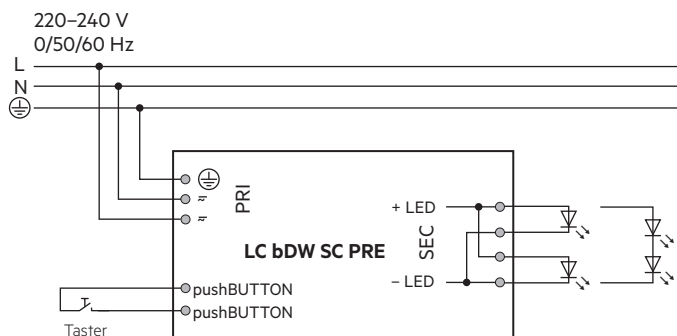 220–240 V
0/50/60 Hz
L
N
PRI
+ LED
SEC
LC bDW SC PRE
– LED
pushBUTTON
pushBUTTON
Taster